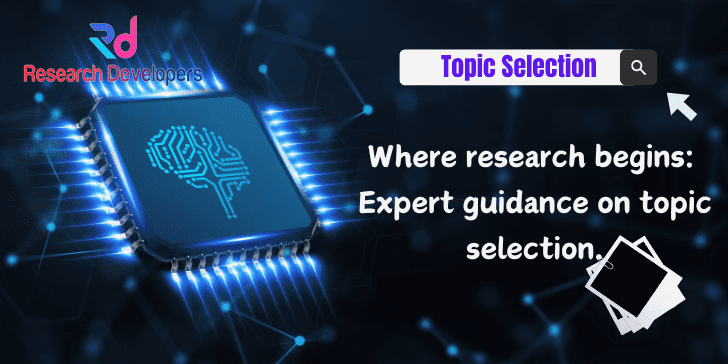 Rd
Research Developers
Topic Selection
Where research begins:
Expert guidance on topic
selection.